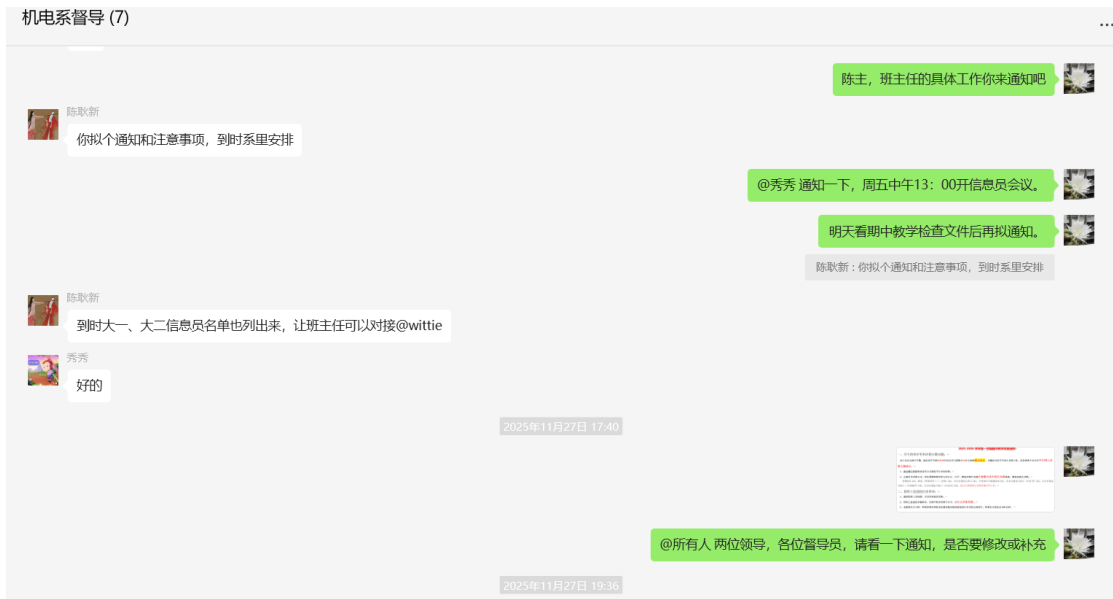 机电系督导 (7)
陈主，班主任的具体工作你来通知吧
陈耿新
你拟个通知和注意事项，到时系里安排
@秀秀 通知一下，周五中午13：00开信息员会议。
明天看期中教学检查文件后再拟通知。
陈耿新 : 你拟个通知和注意事项，到时系里安排
陈耿新
到时大一、大二信息员名单也列出来，让班主任可以对接@wittie
秀秀
好的
2025年11月27日 17:40
@所有人 两位领导，各位督导员，请看一下通知，是否要修改或补充
2025年11月27日 19:36